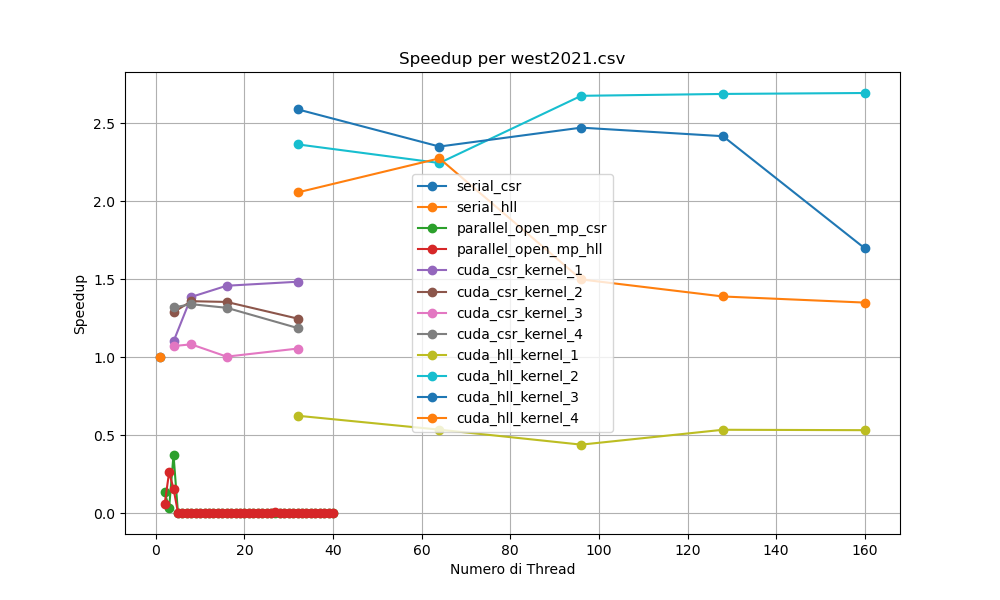 Speedup per west2021.csv
Speedup
2.5
2.0
1.5
1.0
0.5
0.0
serial_csr
serial_hll
parallel_open_mp_csr
parallel_open_mp_hll
cuda_csr_kernel_1
cuda_csr_kernel_2
cuda_csr_kernel_3
cuda_csr_kernel_4
cuda_hll_kernel_1
cuda_hll_kernel_2
cuda_hll_kernel_3
cuda_hll_kernel_4
0 20 40 60 80 100 120 140 160
Numero di Thread